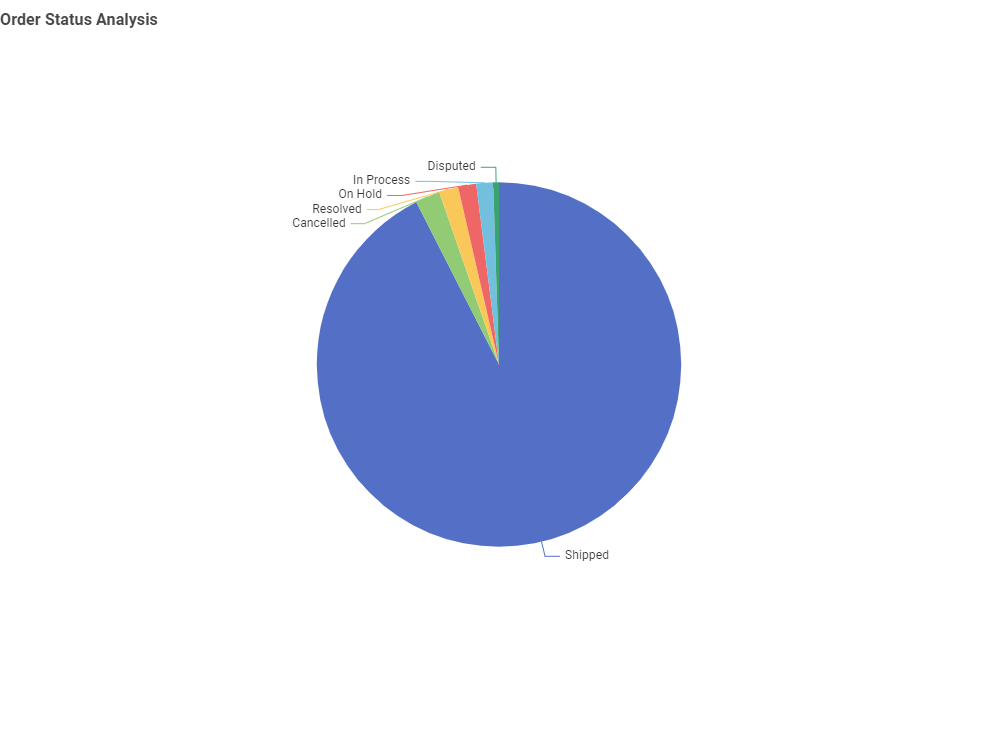 Order Status Analysis
Disputed
In Process
On Hold
Resolved
Cancelled
Shipped